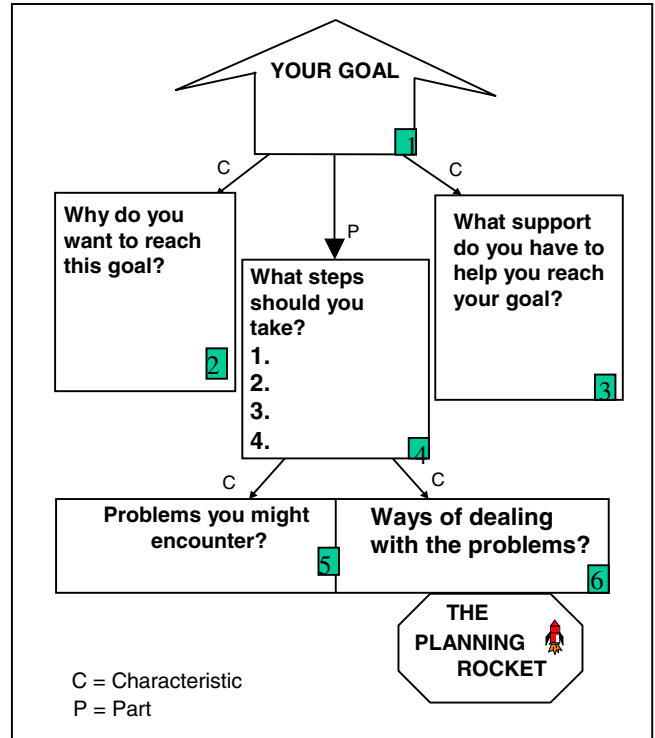 YOUR GOAL
1
C
C
P
Why do you
want to reach
this goal?
2
What support
do you have to
help you reach
your goal?
3
What steps
should you
take?
1.
2.
3.
4.
4
C
C
Problems you might
encounter?
5
Ways of dealing
with the problems?
6
THE
PLANNING
ROCKET
C = Characteristic
P = Part